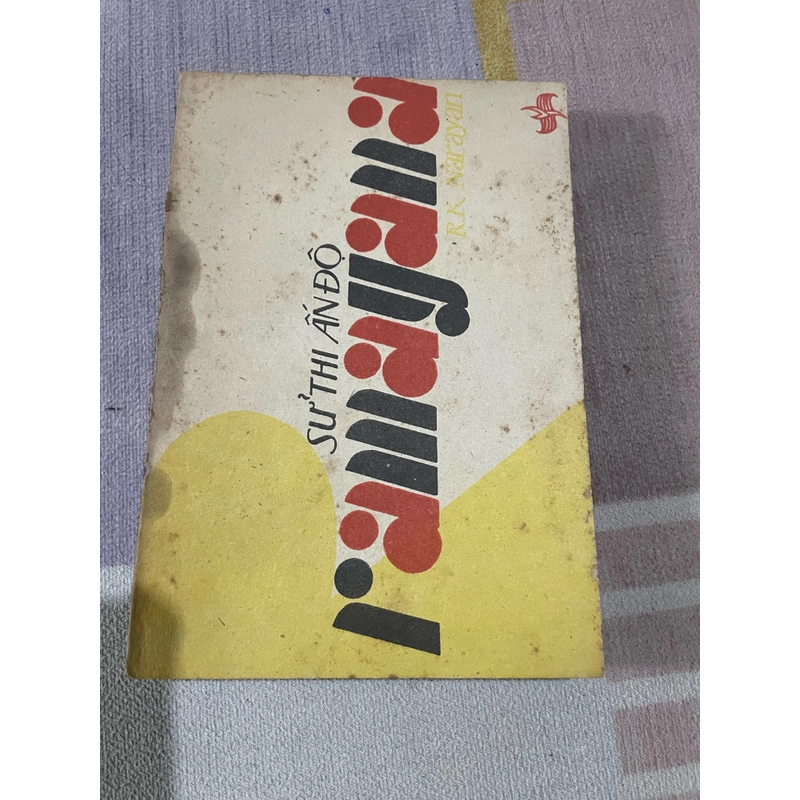 SỬ THI ẤN ĐỘ
ramayana
R.K Narayan